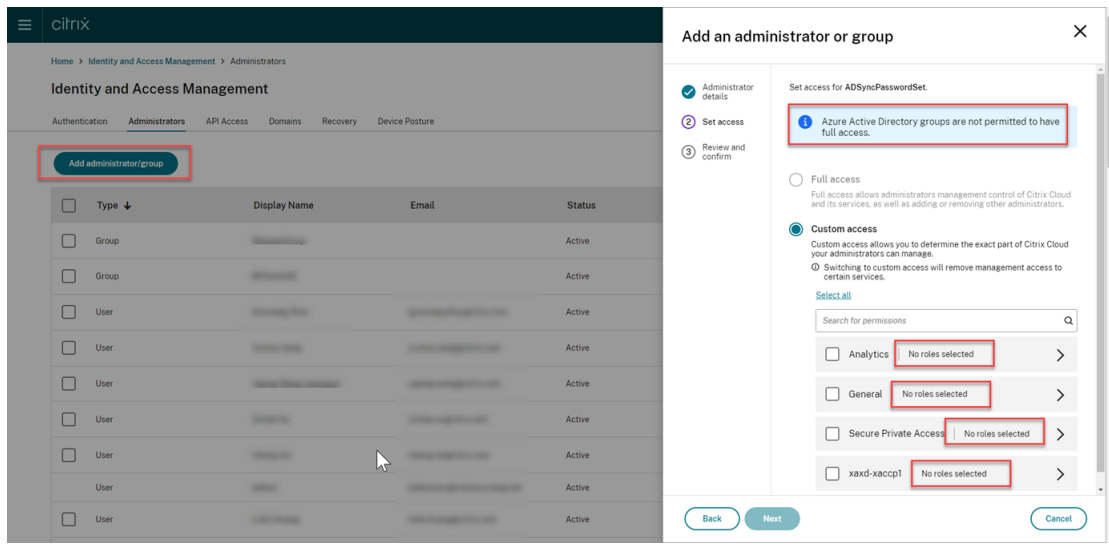 citrix
Home > Identity and Access Management > Administrators
Identity and Access Management
Authentication Administrators API Access Domains Recovery Device Posture
Add administrator/group
Type Display Name Email Status
Group Active
Group Active
User Active
User Active
User Active
User Active
User Active
User Active
User Active
Add an administrator or group
Administrator
details
2 Set access
3 Review and
confirm
Set access for ADSyncPasswordSet.
Azure Active Directory groups are not permitted to have
full access.
Full access
Full access allows administrators management control of Citrix Cloud
and its services, as well as adding or removing other administrators.
Custom access
Custom access allows you to determine the exact part of Citrix Cloud
your administrators can manage.
Switching to custom access will remove management access to
certain services.
Select all
Search for permissions
Analytics | No roles selected
General No roles selected
Secure Private Access | No roles selected
xaxd-xaccp1 No roles selected
Back Next Cancel